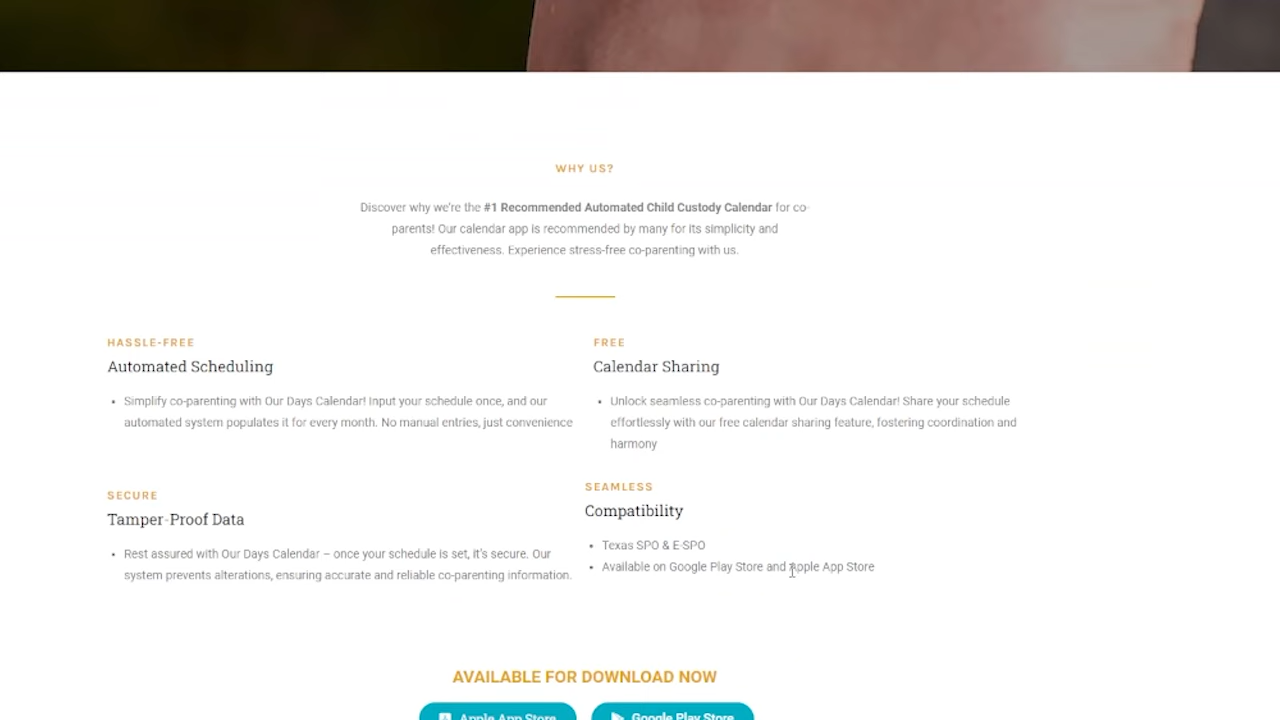 WHY US?
Discover why we're the #1 Recommended Automated Child Custody Calendar for co-
parents! Our calendar app is recommended by many for its simplicity and
effectiveness. Experience stress-free co-parenting with us.
HASSLE-FREE
Automated Scheduling
• Simplify co-parenting with Our Days Calendar! Input your schedule once, and our
automated system populates it for every month. No manual entries, just convenience
FREE
Calendar Sharing
• Unlock seamless co-parenting with Our Days Calendar! Share your schedule
effortlessly with our free calendar sharing feature, fostering coordination and
harmony
SECURE
Tamper-Proof Data
• Rest assured with Our Days Calendar – once your schedule is set, it's secure. Our
system prevents alterations, ensuring accurate and reliable co-parenting information.
SEAMLESS
Compatibility
• Texas SPO & E-SPO
• Available on Google Play Store and Apple App Store
AVAILABLE FOR DOWNLOAD NOW
Apple App Store
Google Play Store